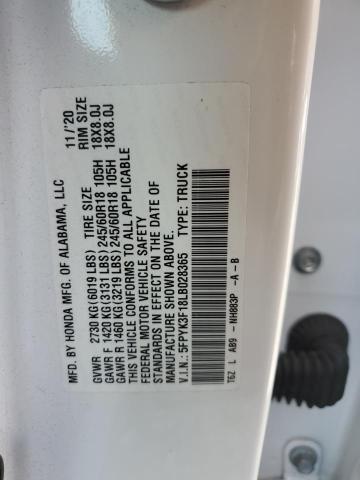 MFD. BY HONDA MFG. OF ALABAMA, LLC 11/'20
GVWR 2730 KG(6019 LBS) TIRE SIZE RIM SIZE
GAWR F 1420 KG(3131 LBS)245/60R18 105H 18X8.0J
GAWR R 1460 KG(3219 LBS)245/60R18 105H 18X8.0J
THIS VEHICLE CONFORMS TO ALL APPLICABLE
FEDERAL MOTOR VEHICLE SAFETY
STANDARDS IN EFFECT ON THE DATE OF
MANUFACTURE SHOWN ABOVE.
V.I.N.: 5FPYK3F18LB028365 TYPE: TRUCK
T6Z L AB9 - NH883P -A-B